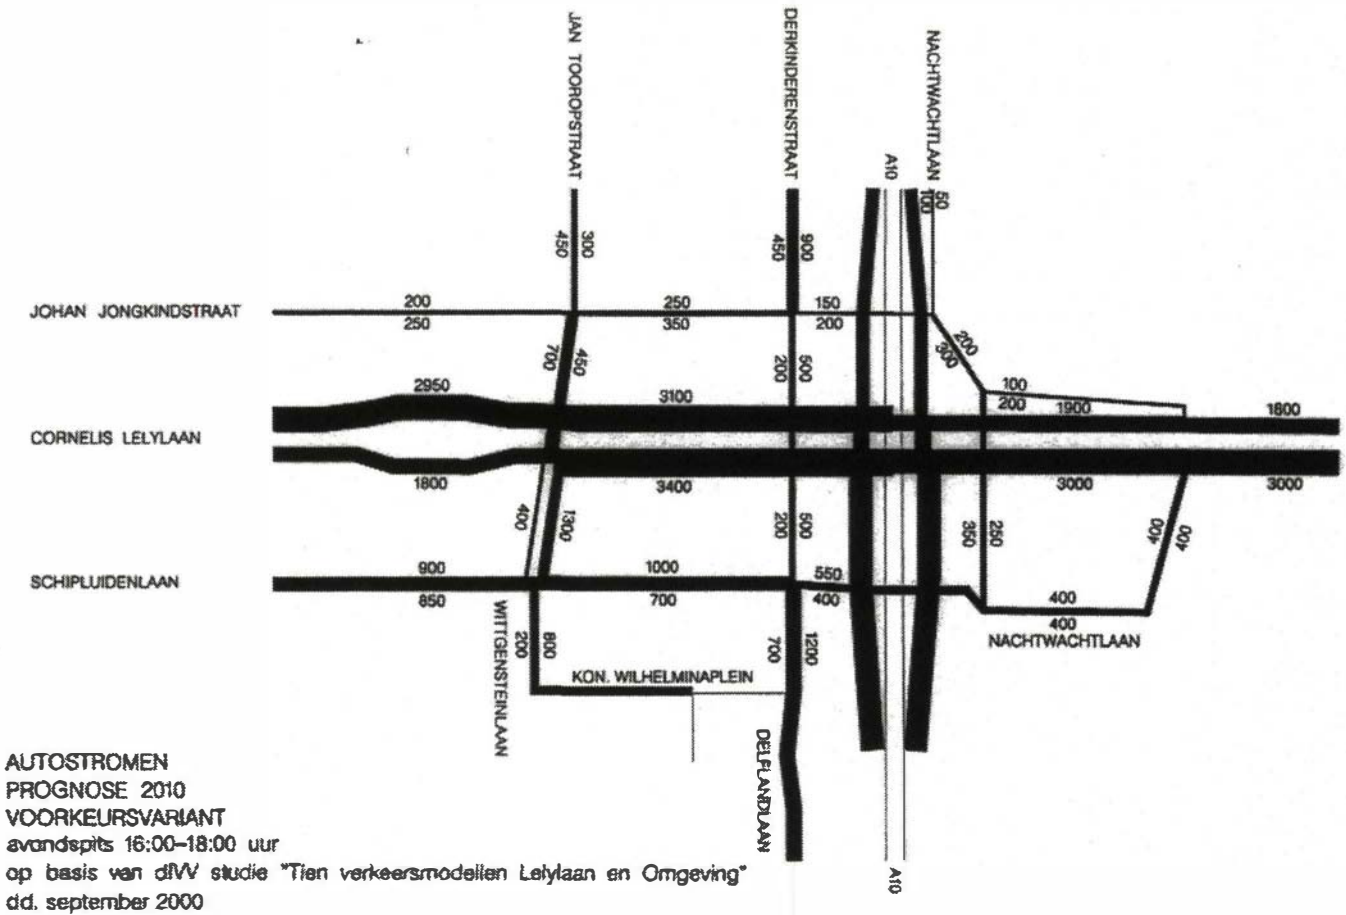 JAN TOOROPSTRAAT
DERKINDERENSTRAAT
NACHTWACHTLAAN
A10
50
100
300
450
900
450
JOHAN JONGKINDSTRAAT
200
250
250
350
150
200
700
450
200
500
200
300
2950
3100
100
200
1900
1600
CORNELIS LELYLAAN
1800
3400
3000
3000
400
1300
200
500
350
250
400
400
SCHIPLUIDENLAAN
900
850
1000
700
550
400
400
400
NACHTWACHTLAAN
WITTGENSTEINLAAN
200
800
700
1200
KON. WILHELMINAPLEIN
DELFLANDLAAN
A10
AUTOSTROMEN
PROGNOSE 2010
VOORKEURSVARIANT
avondspits 16:00-18:00 uur
op basis van dIVV studie "Tien verkeersmodellen Lelylaan en Omgeving"
dd. september 2000